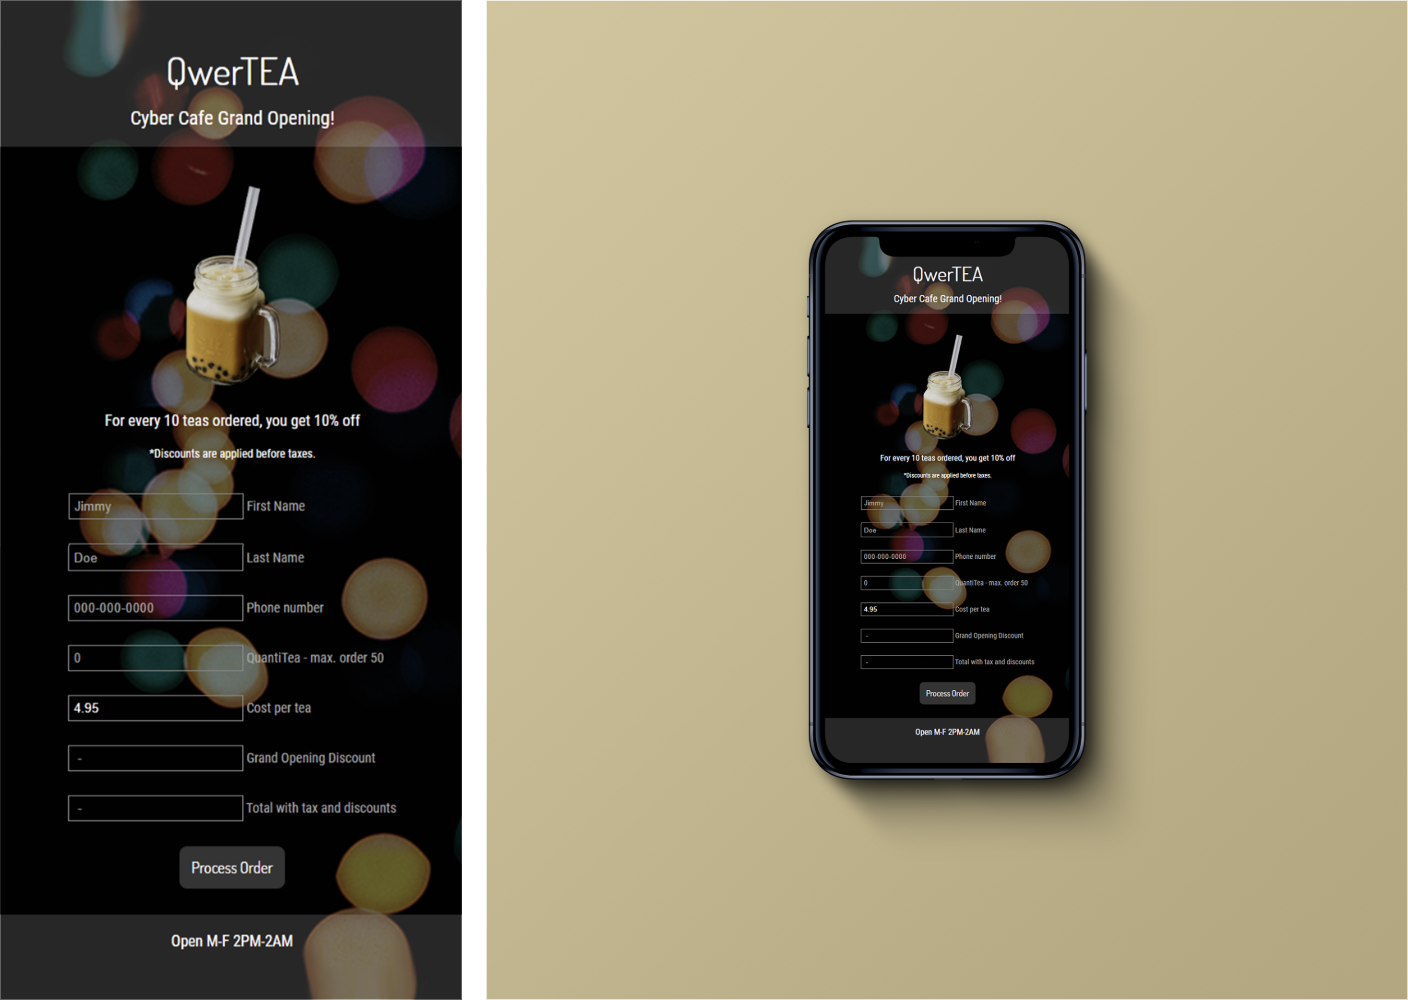 QwerTEA
Cyber Cafe Grand Opening!
For every 10 teas ordered, you get 10% off
*Discounts are applied before taxes.
Jimmy First Name
Doe Last Name
000-000-0000 Phone number
0 QuantiTea - max. order 50
4.95 Cost per tea
- Grand Opening Discount
- Total with tax and discounts
Process Order
Open M-F 2PM-2AM
QwerTEA
Cyber Cafe Grand Opening!
For every 10 teas ordered, you get 10% off
*Discounts are applied before taxes.
Jimmy First Name
Doe Last Name
000-000-0000 Phone number
0 QuantiTea - max. order 50
4.95 Cost per tea
- Grand Opening Discount
- Total with tax and discounts
Process Order
Open M-F 2PM-2AM